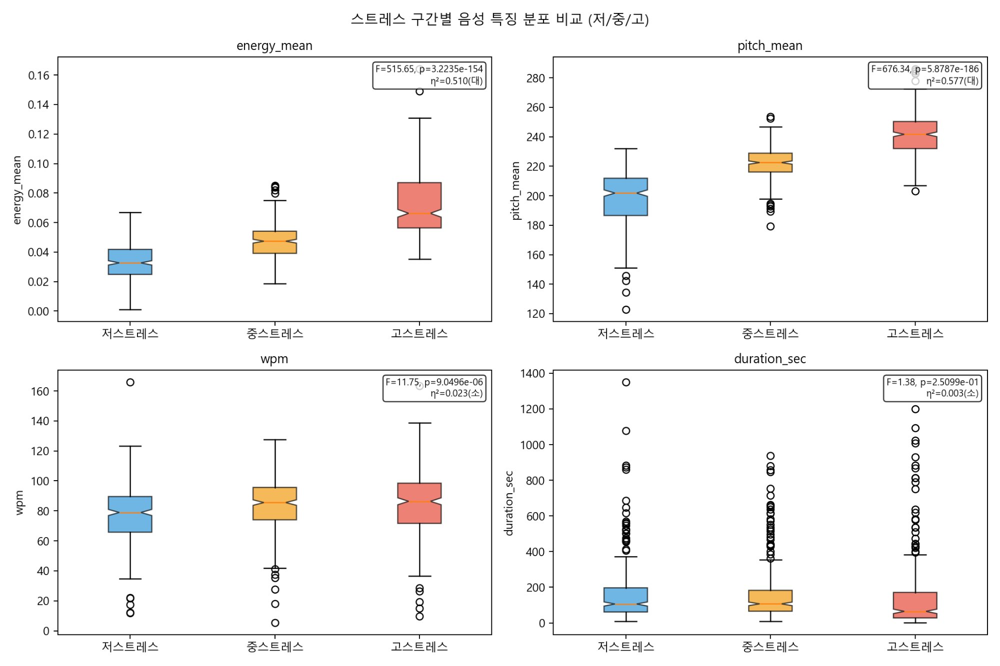 스트레스 구간별 음성 특징 분포 비교 (저/중/고)
energy_mean
F=515.65, p=3.2235e-154
η²=0.510(대)
0.16
0.14
0.12
0.10
0.08
0.06
0.04
0.02
0.00
energy_mean
저스트레스 중스트레스 고스트레스
pitch_mean
F=676.34, p=5.8787e-186
η²=0.577(대)
280
260
240
220
200
180
160
140
120
pitch_mean
저스트레스 중스트레스 고스트레스
wpm
F=11.75, p=9.0496e-06
η²=0.023(소)
160
140
120
100
80
60
40
20
0
wpm
저스트레스 중스트레스 고스트레스
duration_sec
F=1.38, p=2.5099e-01
η²=0.003(소)
1400
1200
1000
800
600
400
200
0
duration_sec
저스트레스 중스트레스 고스트레스